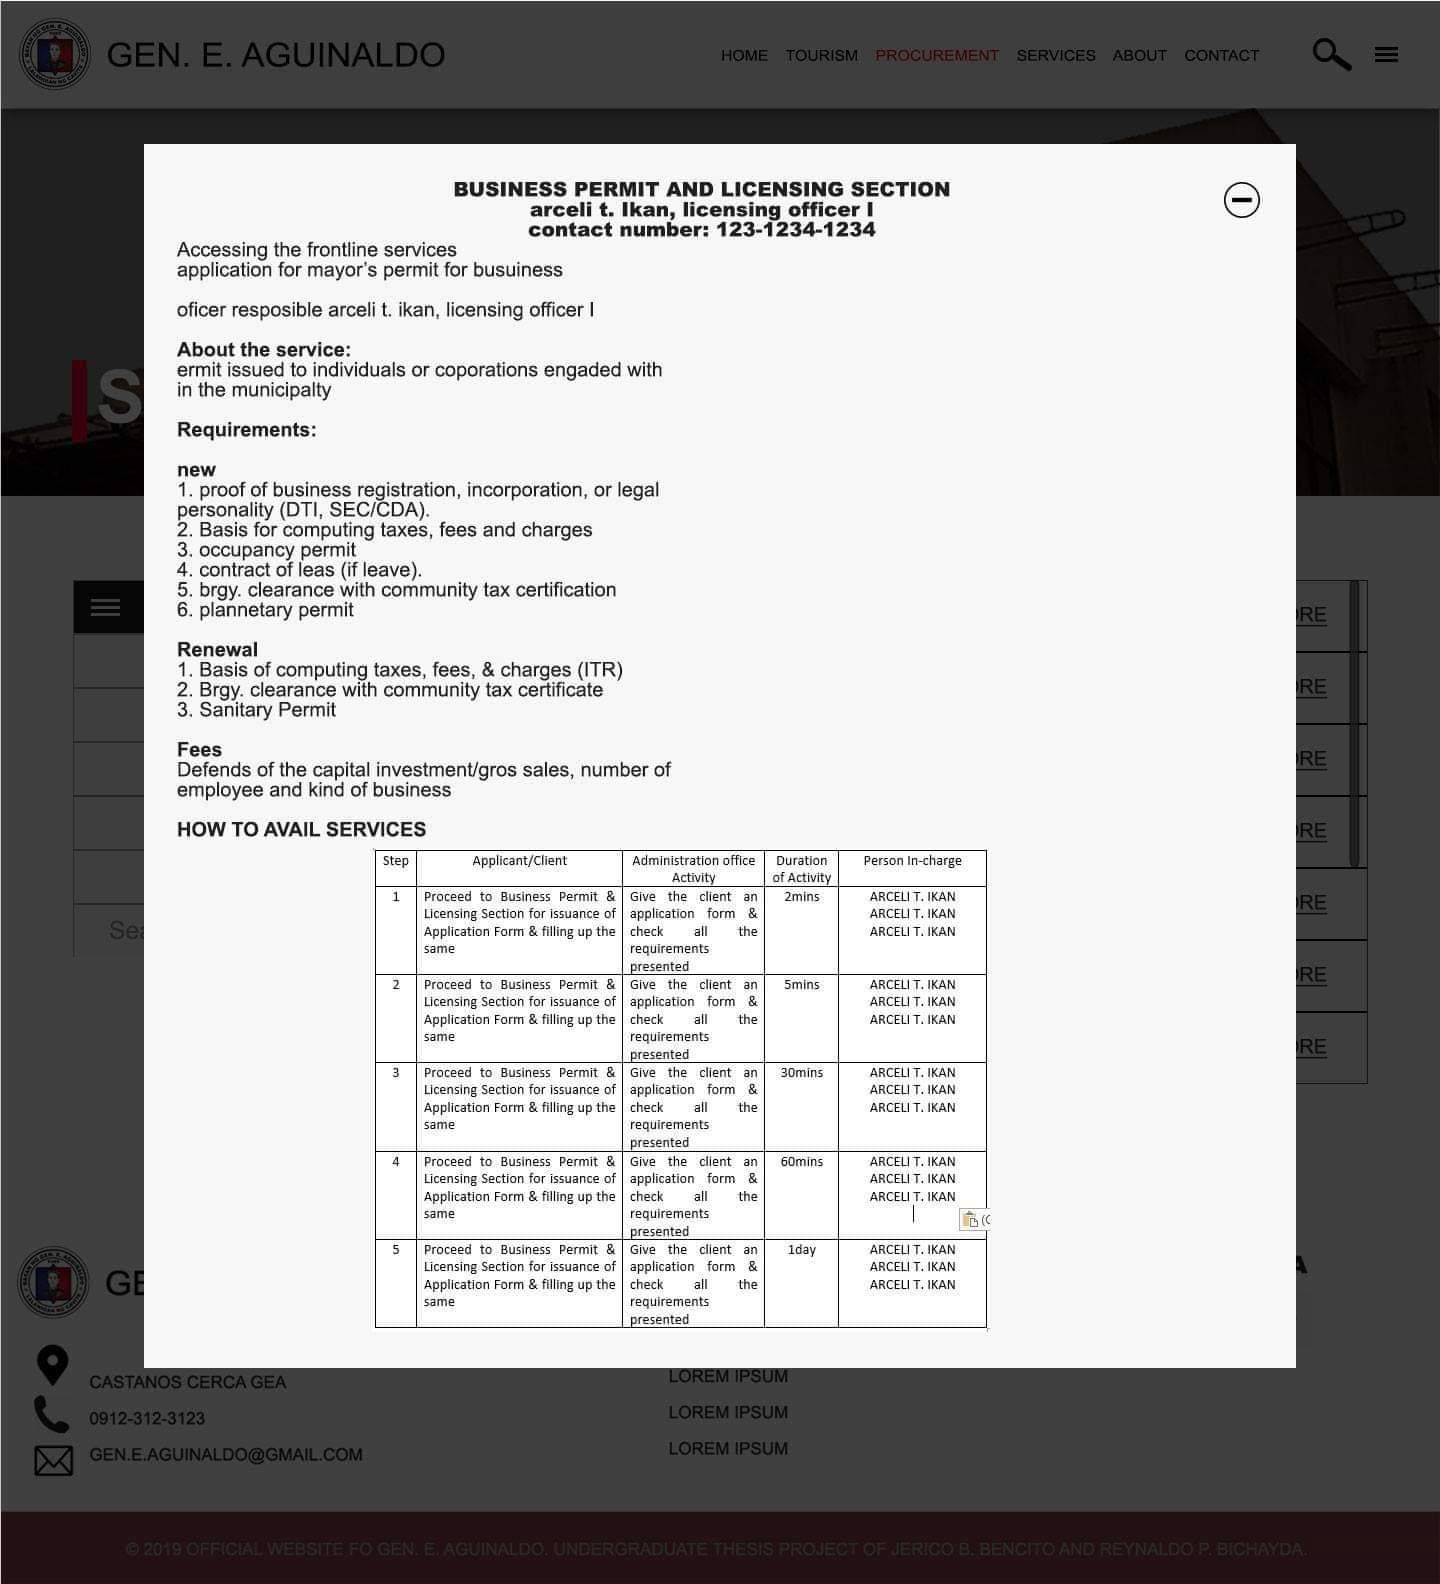 GEN. E. AGUINALDO
HOME TOURISM PROCUREMENT SERVICES ABOUT CONTACT
BUSINESS PERMIT AND LICENSING SECTION
arceli t. Ikan, licensing officer I
contact number: 123-1234-1234
Accessing the frontline services
application for mayor's permit for busuiness
oficer resposible arceli t. ikan, licensing officer I
About the service:
ermit issued to individuals or coporations engaded with
in the municipalty
Requirements:
new
1. proof of business registration, incorporation, or legal
personality (DTI, SEC/CDA).
2. Basis for computing taxes, fees and charges
3. occupancy permit
4. contract of leas (if leave).
5. brgy. clearance with community tax certification
6. plannetary permit
Renewal
1. Basis of computing taxes, fees, & charges (ITR)
2. Brgy. clearance with community tax certificate
3. Sanitary Permit
Fees
Defends of the capital investment/gros sales, number of
employee and kind of business
HOW TO AVAIL SERVICES
Step Applicant/Client Administration office Duration Person In-charge
Activity of Activity
1 Proceed to Business Permit & Give the client an 2mins ARCELI T. IKAN
Licensing Section for issuance of application form & ARCELI T. IKAN
Application Form & filling up the check all the ARCELI T. IKAN
same requirements
presented
2 Proceed to Business Permit & Give the client an 5mins ARCELI T. IKAN
Licensing Section for issuance of application form & ARCELI T. IKAN
Application Form & filling up the check all the ARCELI T. IKAN
same requirements
presented
3 Proceed to Business Permit & Give the client an 30mins ARCELI T. IKAN
Licensing Section for issuance of application form & ARCELI T. IKAN
Application Form & filling up the check all the ARCELI T. IKAN
same requirements
presented
4 Proceed to Business Permit & Give the client an 60mins ARCELI T. IKAN
Licensing Section for issuance of application form & ARCELI T. IKAN
Application Form & filling up the check all the ARCELI T. IKAN
same requirements
presented
5 Proceed to Business Permit & Give the client an 1day ARCELI T. IKAN
Licensing Section for issuance of application form & ARCELI T. IKAN
Application Form & filling up the check all the ARCELI T. IKAN
same requirements
presented
S
ORE
ORE
ORE
ORE
ORE
ORE
ORE
Sea
GE
A
CASTANOS CERCA GEA
0912-312-3123
GEN.E.AGUINALDO@GMAIL.COM
LOREM IPSUM
LOREM IPSUM
LOREM IPSUM
© 2019 OFFICIAL WEBSITE FO GEN. E. AGUINALDO. UNDERGRADUATE THESIS PROJECT OF JERICO B. BENCITO AND REYNALDO P. BICHAYDA.